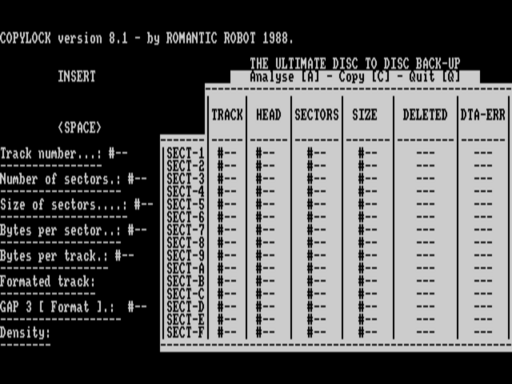 COPYLOCK version 8.1 - by ROMANTIC ROBOT 1988.
THE ULTIMATE DISC TO DISC BACK-UP
INSERT Analyse [A] - Copy [C] - Quit [Q]
TRACK HEAD SECTORS SIZE DELETED DTA-ERR
<SPACE>
Track number...: #-- SECT-1 #-- #-- #-- #-- --- ---
SECT-2 #-- #-- #-- #-- --- ---
Number of sectors.: #-- SECT-3 #-- #-- #-- #-- --- ---
SECT-4 #-- #-- #-- #-- --- ---
Size of sectors....: #-- SECT-5 #-- #-- #-- #-- --- ---
SECT-6 #-- #-- #-- #-- --- ---
Bytes per sector..: #-- SECT-7 #-- #-- #-- #-- --- ---
SECT-8 #-- #-- #-- #-- --- ---
Bytes per track.: #-- SECT-9 #-- #-- #-- #-- --- ---
SECT-A #-- #-- #-- #-- --- ---
Formated track: SECT-B #-- #-- #-- #-- --- ---
SECT-C #-- #-- #-- #-- --- ---
GAP 3 [ Format ].: #-- SECT-D #-- #-- #-- #-- --- ---
SECT-E #-- #-- #-- #-- --- ---
Density: SECT-F #-- #-- #-- #-- --- ---